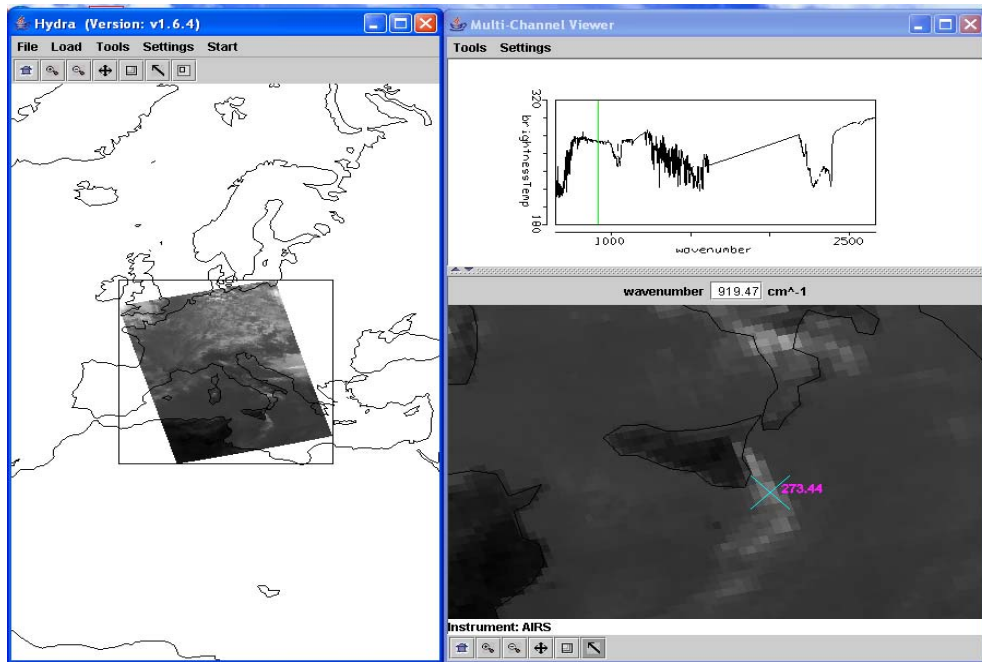 Hydra (Version: v1.6.4)
File Load Tools Settings Start
Multi-Channel Viewer
Tools Settings
320
brightnessTemp
180
1000
2500
wavenumber
wavenumber 919.47 cm^-1
273.44
Instrument: AIRS